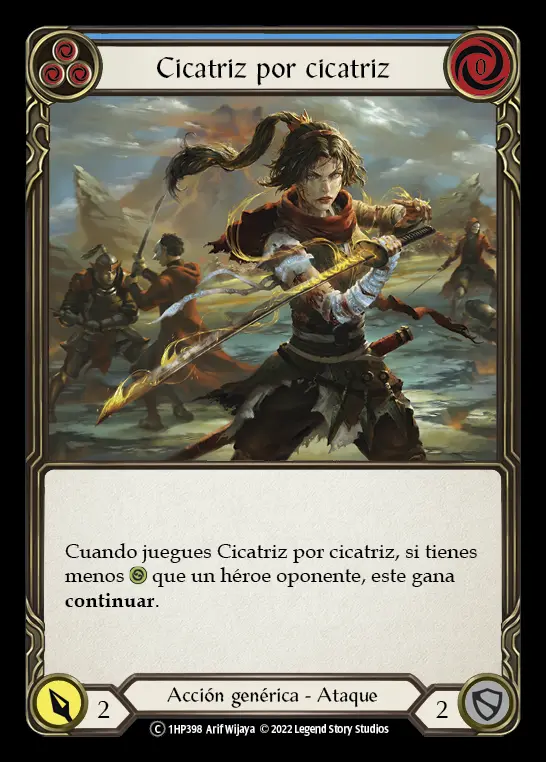 Cicatriz por cicatriz
0
Cuando juegues Cicatriz por cicatriz, si tienes
menos que un héroe oponente, este gana
continuar.
2
Acción genérica - Ataque
2
C 1HP398 Arif Wijaya © 2022 Legend Story Studios